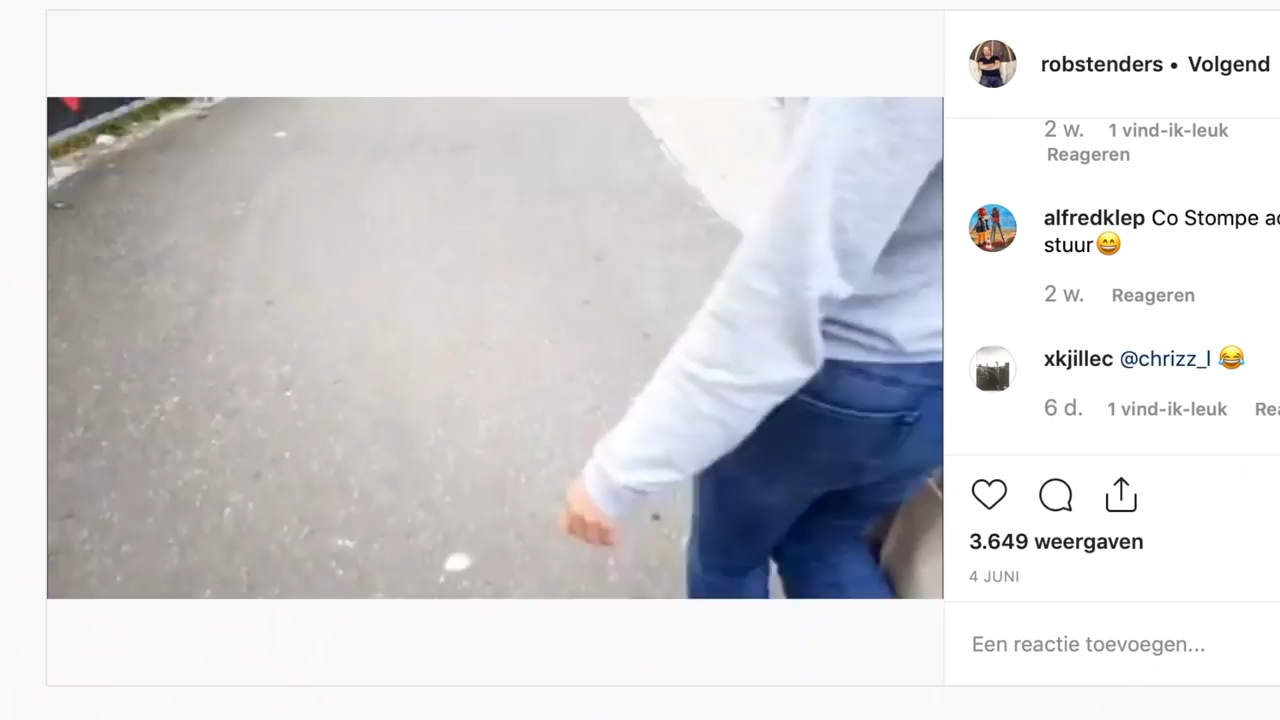 robstenders • Volgend
2 w. 1 vind-ik-leuk
Reageren
alfredklep Co Stompe
stuur😄
2 w. Reageren
xkjillec @chrizz_l 😂
6 d. 1 vind-ik-leuk
3.649 weergaven
4 JUNI
Een reactie toevoegen...